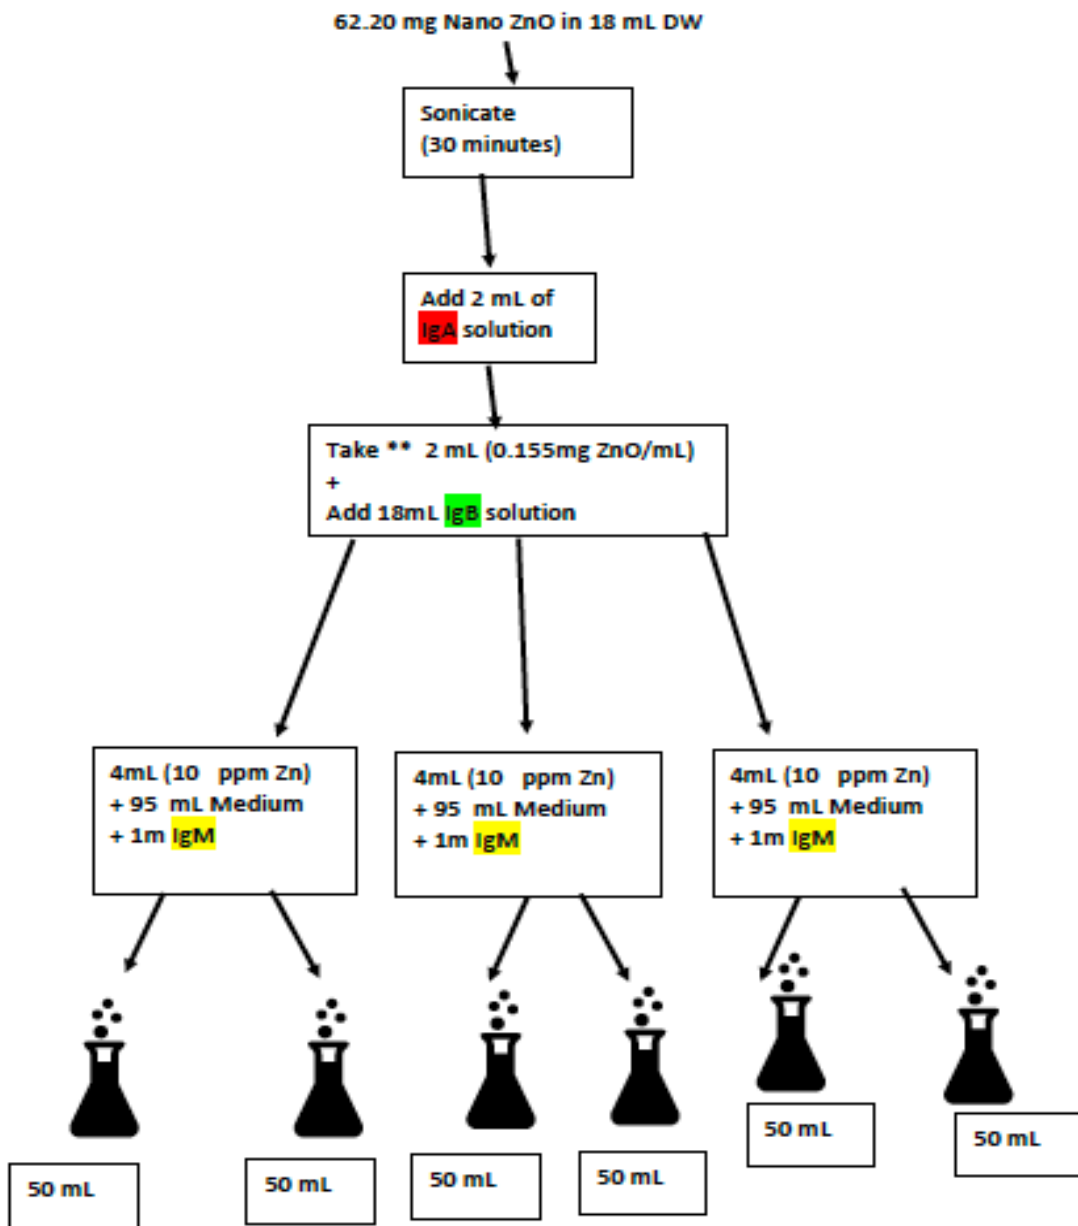 62.20 mg Nano ZnO in 18 mL DW
Sonicate
(30 minutes)
Add 2 mL of
IgA solution
Take ** 2 mL (0.155mg ZnO/mL)
+
Add 18mL IgB solution
4mL (10 ppm Zn)
+ 95 mL Medium
+ 1m IgM
4mL (10 ppm Zn)
+ 95 mL Medium
+ 1m IgM
4mL (10 ppm Zn)
+ 95 mL Medium
+ 1m IgM
50 mL
50 mL
50 mL
50 mL
50 mL
50 mL